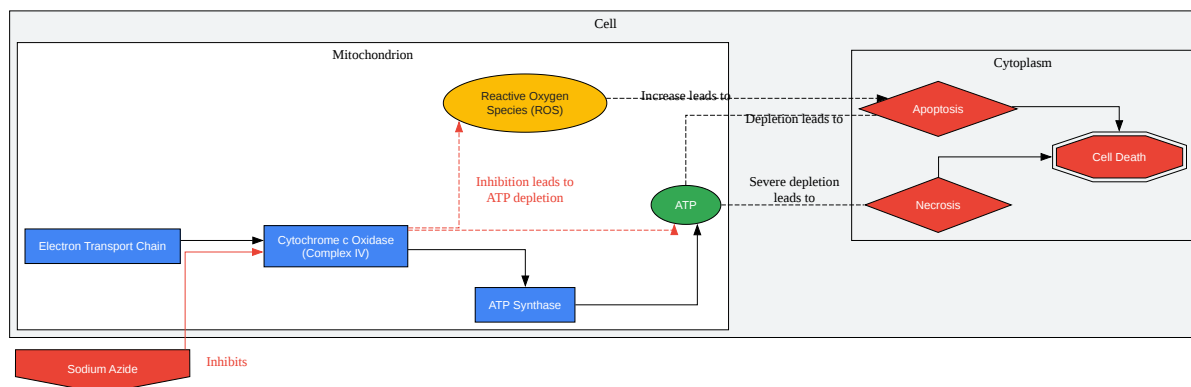 Cell
Mitochondrion
Cytoplasm
Reactive Oxygen
Species (ROS)
Increase leads to
Apoptosis
Depletion leads to
Cell Death
Inhibition leads to
ATP depletion
Severe depletion
leads to
ATP
Necrosis
Electron Transport Chain
Cytochrome c Oxidase
(Complex IV)
ATP Synthase
Sodium Azide
Inhibits